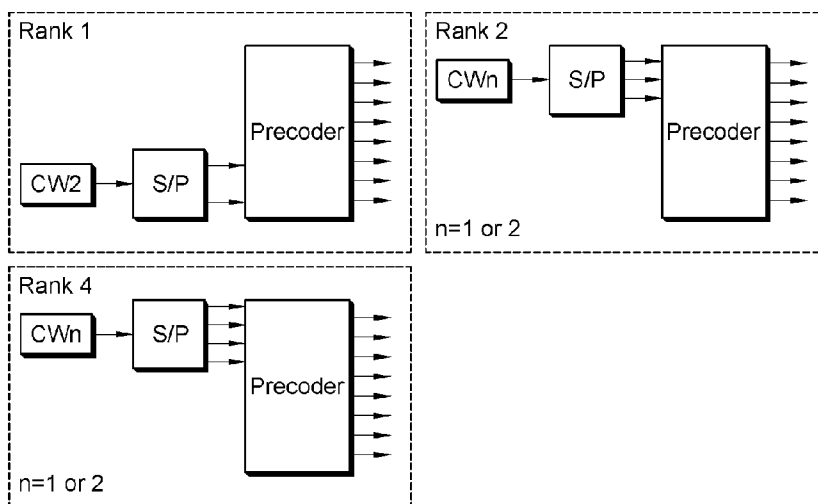 Rank 1
Precoder
CW2
S/P
Rank 2
CWn
S/P
Precoder
n=1 or 2
Rank 4
CWn
S/P
Precoder
n=1 or 2